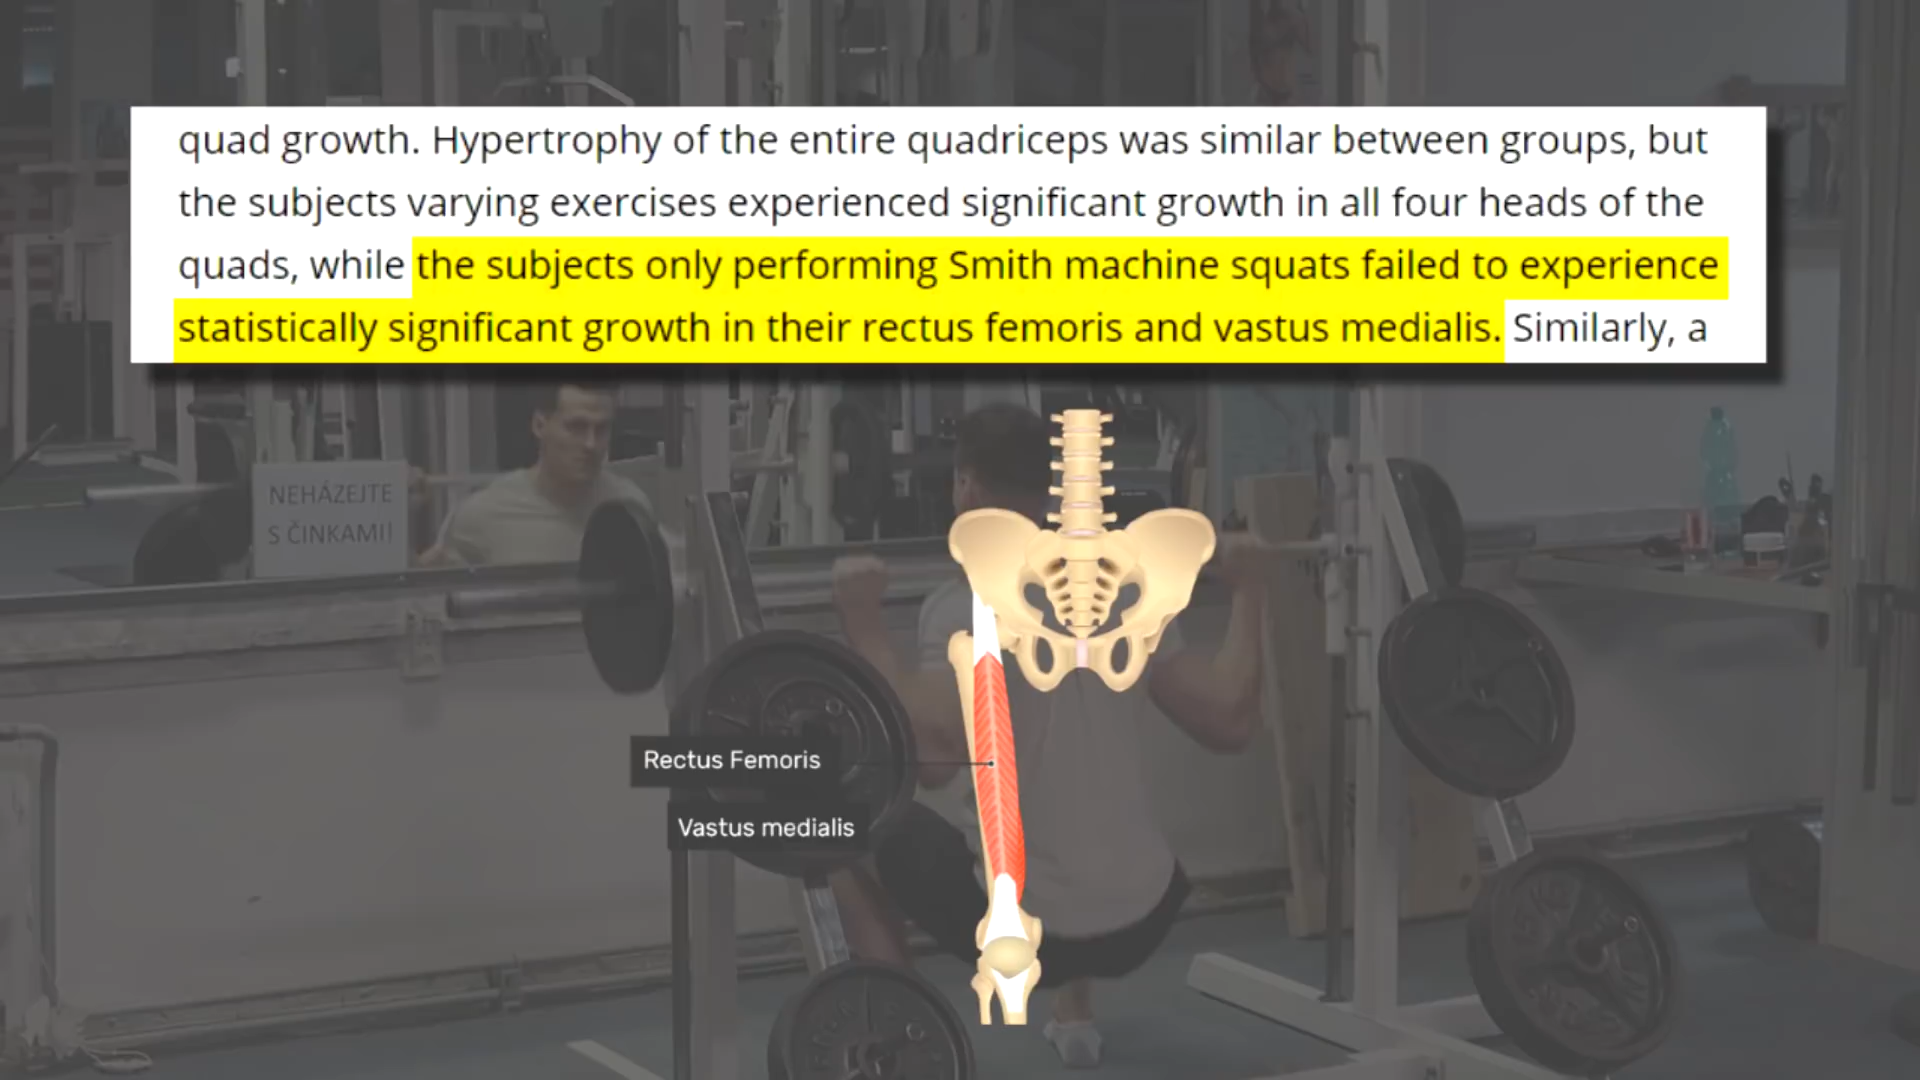 quad growth. Hypertrophy of the entire quadriceps was similar between groups, but
the subjects varying exercises experienced significant growth in all four heads of the
quads, while the subjects only performing Smith machine squats failed to experience
statistically significant growth in their rectus femoris and vastus medialis. Similarly, a
NEHÁZEJTE
S ČINKAMI!
Rectus Femoris
Vastus medialis